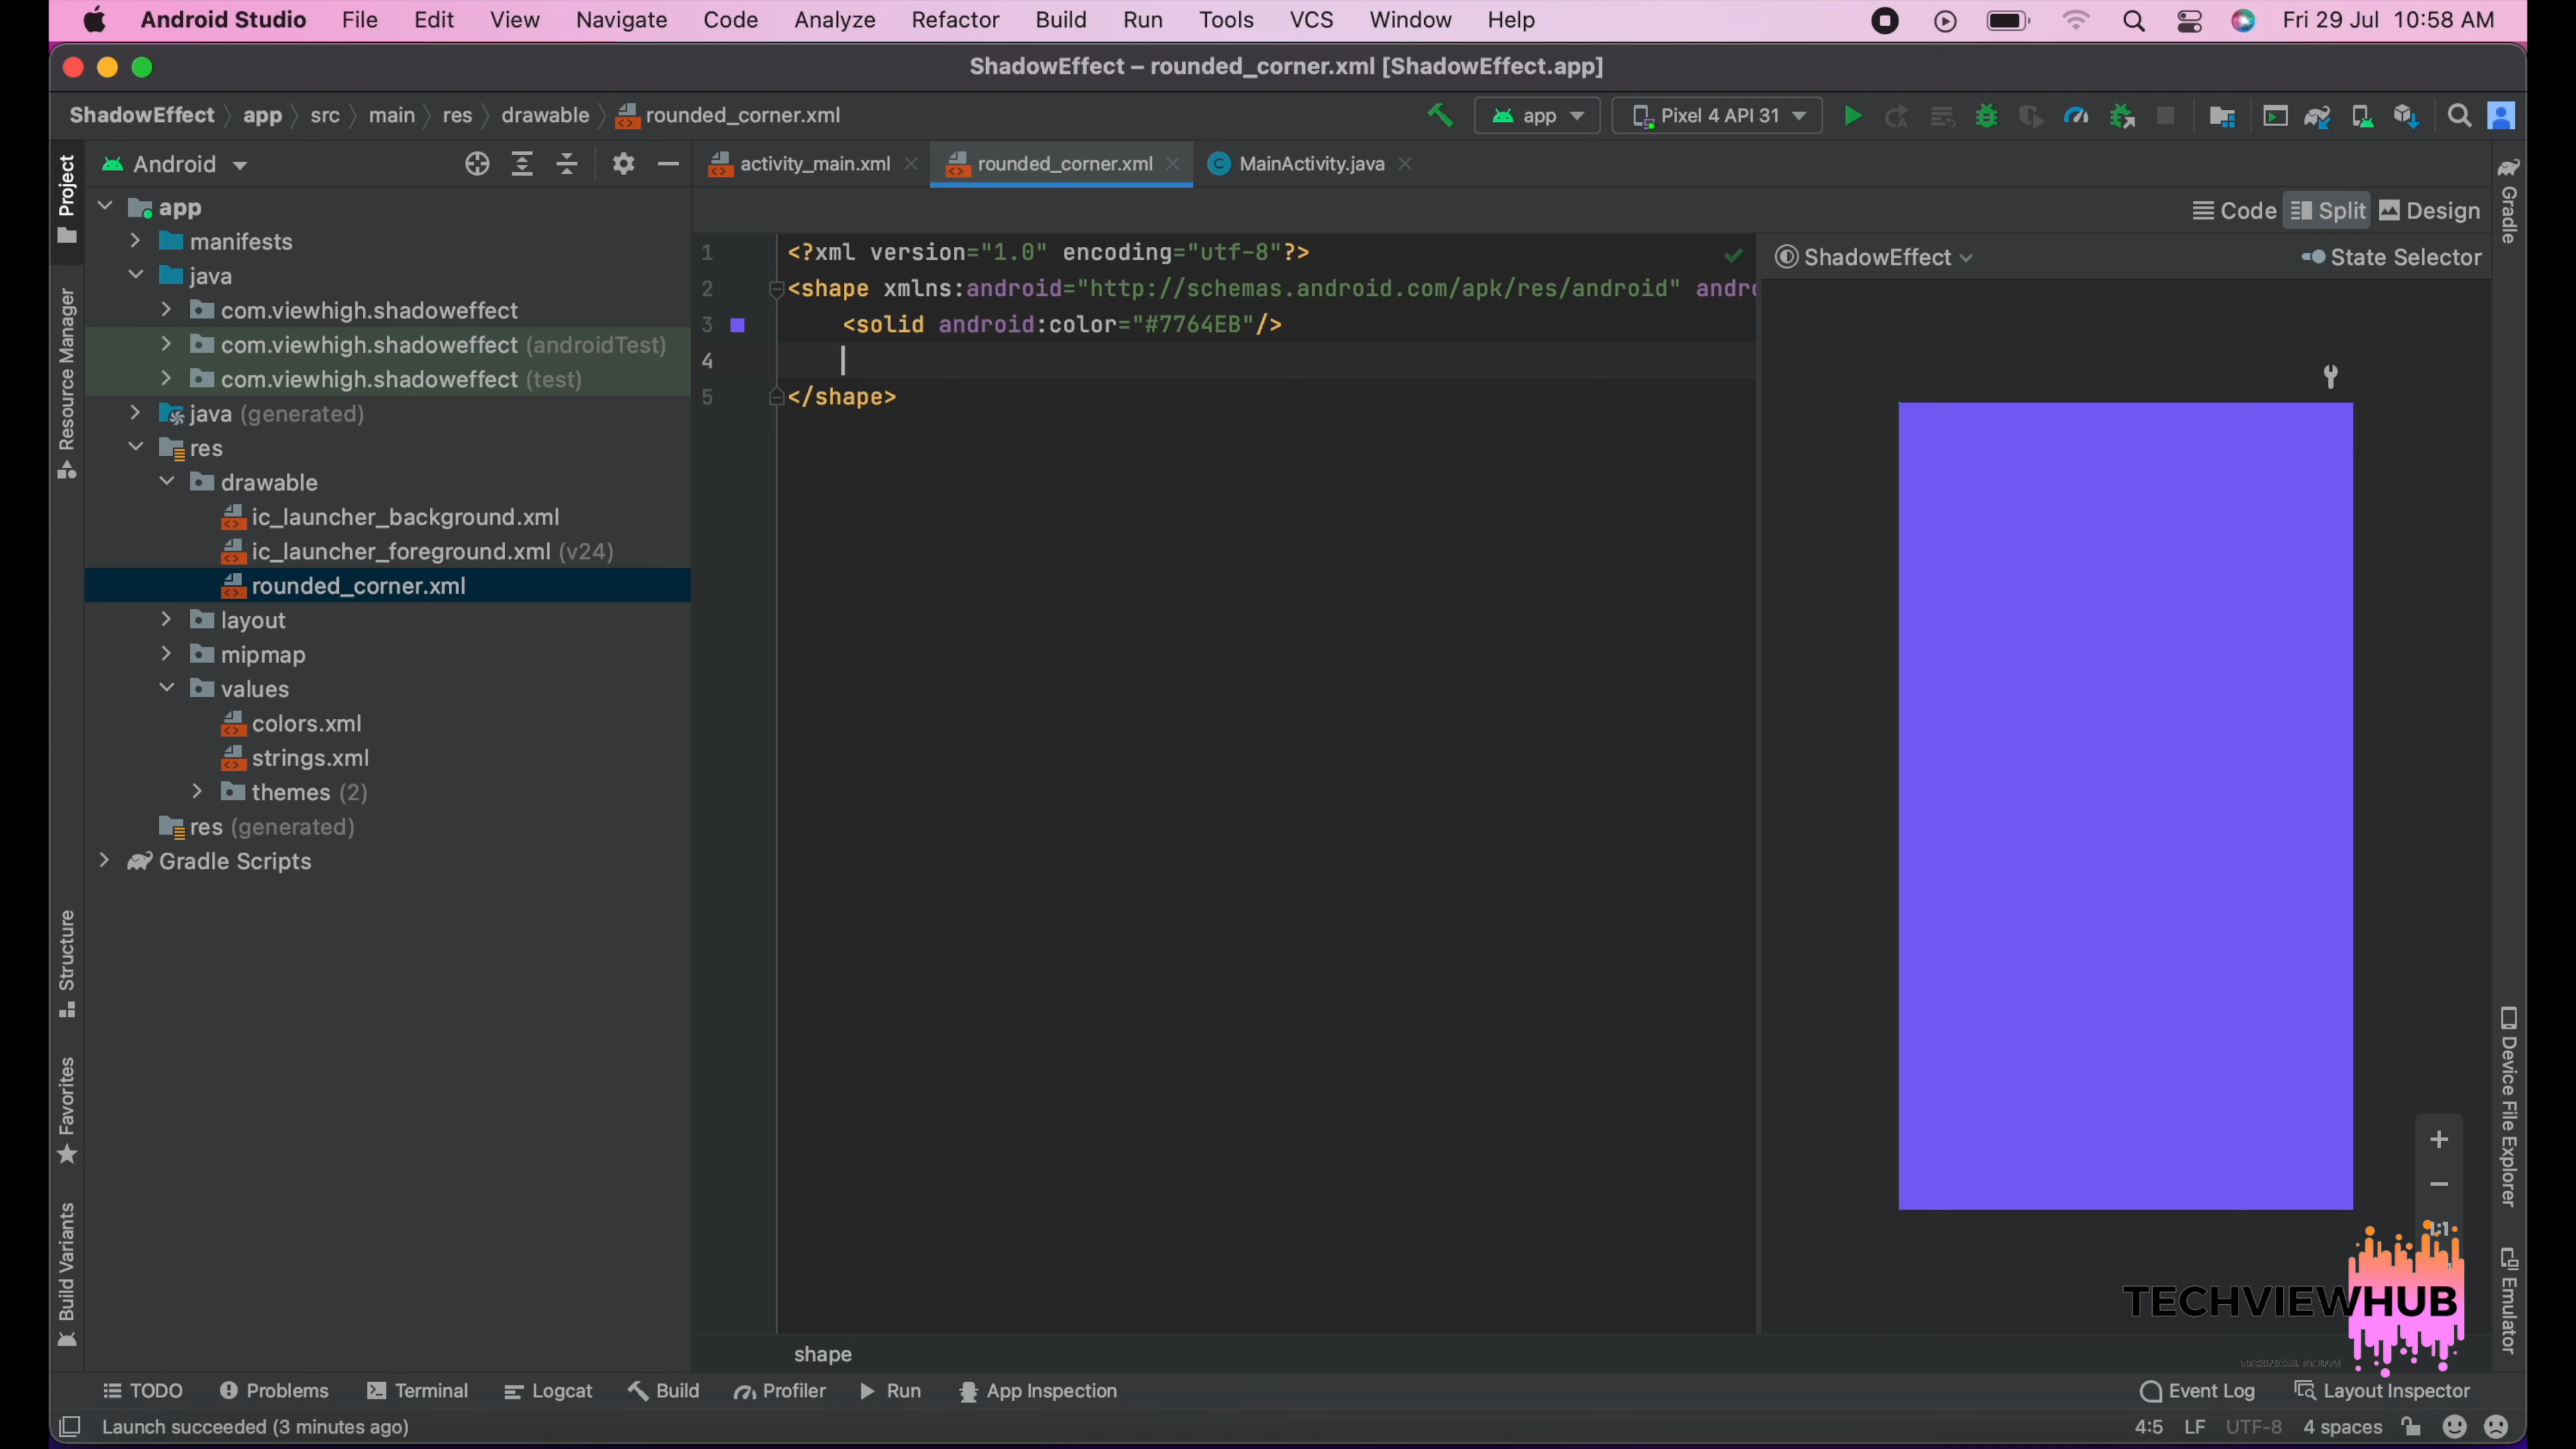 Android Studio File Edit View Navigate Code Analyze Refactor Build Run Tools VCS Window Help Fri 29 Jul 10:58 AM
ShadowEffect – rounded_corner.xml [ShadowEffect.app]
ShadowEffect app src main res drawable rounded_corner.xml app Pixel 4 API 31
Project
Android
activity_main.xml rounded_corner.xml MainActivity.java
Gradle
Code Split Design
ShadowEffect State Selector
app
manifests
java
com.viewhigh.shadoweffect
com.viewhigh.shadoweffect (androidTest)
com.viewhigh.shadoweffect (test)
java (generated)
res
drawable
ic_launcher_background.xml
ic_launcher_foreground.xml (v24)
rounded_corner.xml
layout
mipmap
values
colors.xml
strings.xml
themes (2)
res (generated)
Gradle Scripts
Resource Manager
Structure
Favorites
Build Variants
1 <?xml version="1.0" encoding="utf-8"?>
2 <shape xmlns:android="http://schemas.android.com/apk/res/android" andro
3 <solid android:color="#7764EB"/>
4
5 </shape>
Device File Explorer
Emulator
1:1
TECHVIEWHUB
shape
TODO Problems Terminal Logcat Build Profiler Run App Inspection Event Log Layout Inspector
Launch succeeded (3 minutes ago) 4:5 LF UTF-8 4 spaces